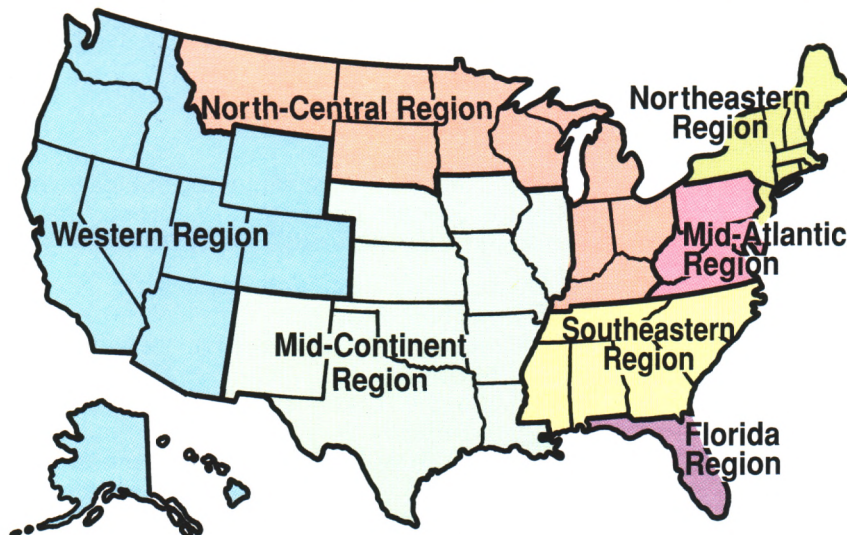 North-Central Region
Northeastern
Region
Western Region
Mid-Atlantic
Region
Mid-Continent
Region
Southeastern
Region
Florida
Region